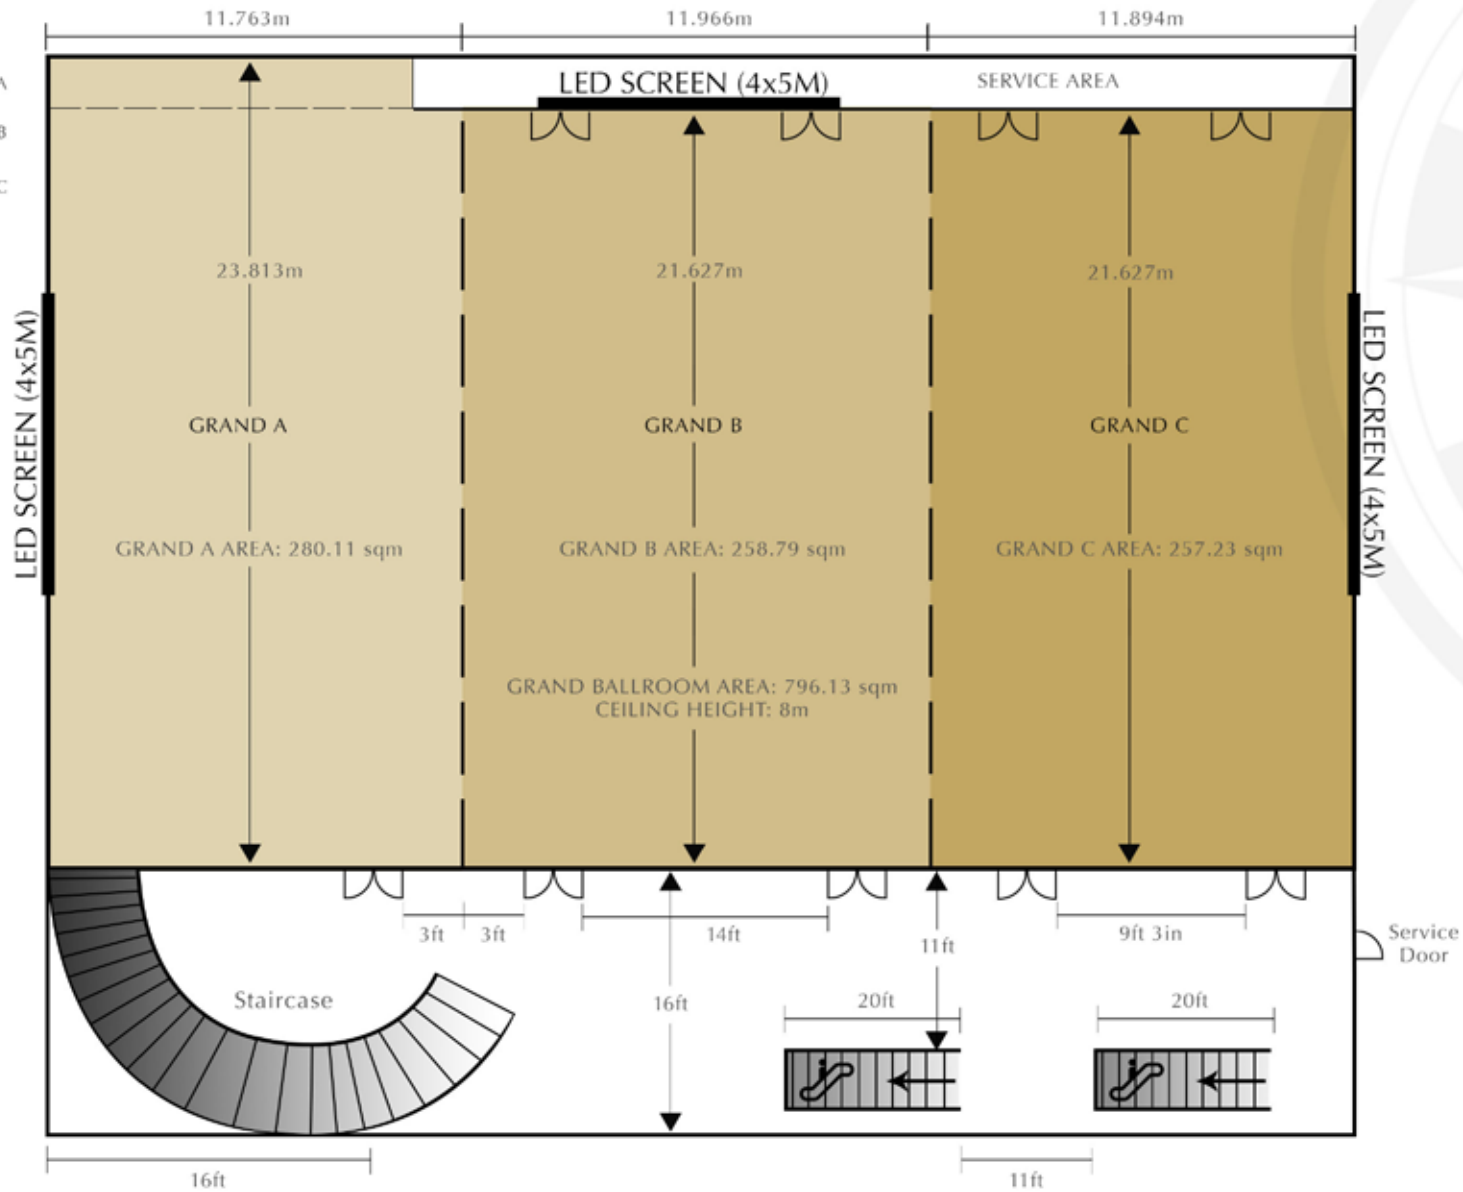 11.763m
11.966m
11.894m
A
B
C
LED SCREEN (4x5M)
SERVICE AREA
23.813m
21.627m
21.627m
LED SCREEN (4x5M)
LED SCREEN (4x5M)
GRAND A
GRAND B
GRAND C
GRAND A AREA: 280.11 sqm
GRAND B AREA: 258.79 sqm
GRAND C AREA: 257.23 sqm
GRAND BALLROOM AREA: 796.13 sqm
CEILING HEIGHT: 8m
3ft
3ft
14ft
11ft
9ft 3in
Service
Door
Staircase
16ft
20ft
20ft
16ft
11ft